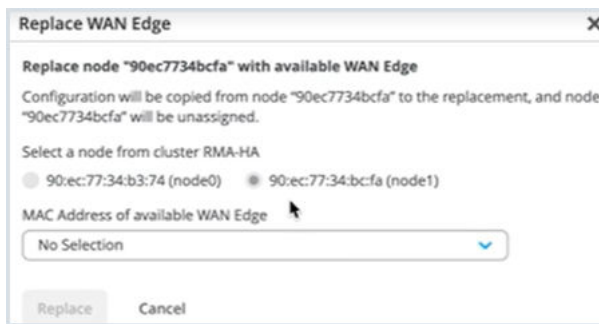 Replace WAN Edge
Replace node "90ec7734bcfa" with available WAN Edge
Configuration will be copied from node "90ec7734bcfa" to the replacement, and node
"90ec7734bcfa" will be unassigned.
Select a node from cluster RMA-HA
90:ec:77:34:b3:74 (node0) 90:ec:77:34:bc:fa (node1)
MAC Address of available WAN Edge
No Selection
Replace Cancel